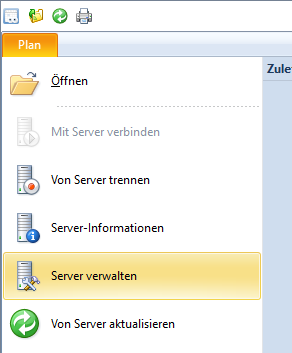 Plan
Öffnen
Zule
Mit Server verbinden
Von Server trennen
Server-Informationen
Server verwalten
Von Server aktualisieren